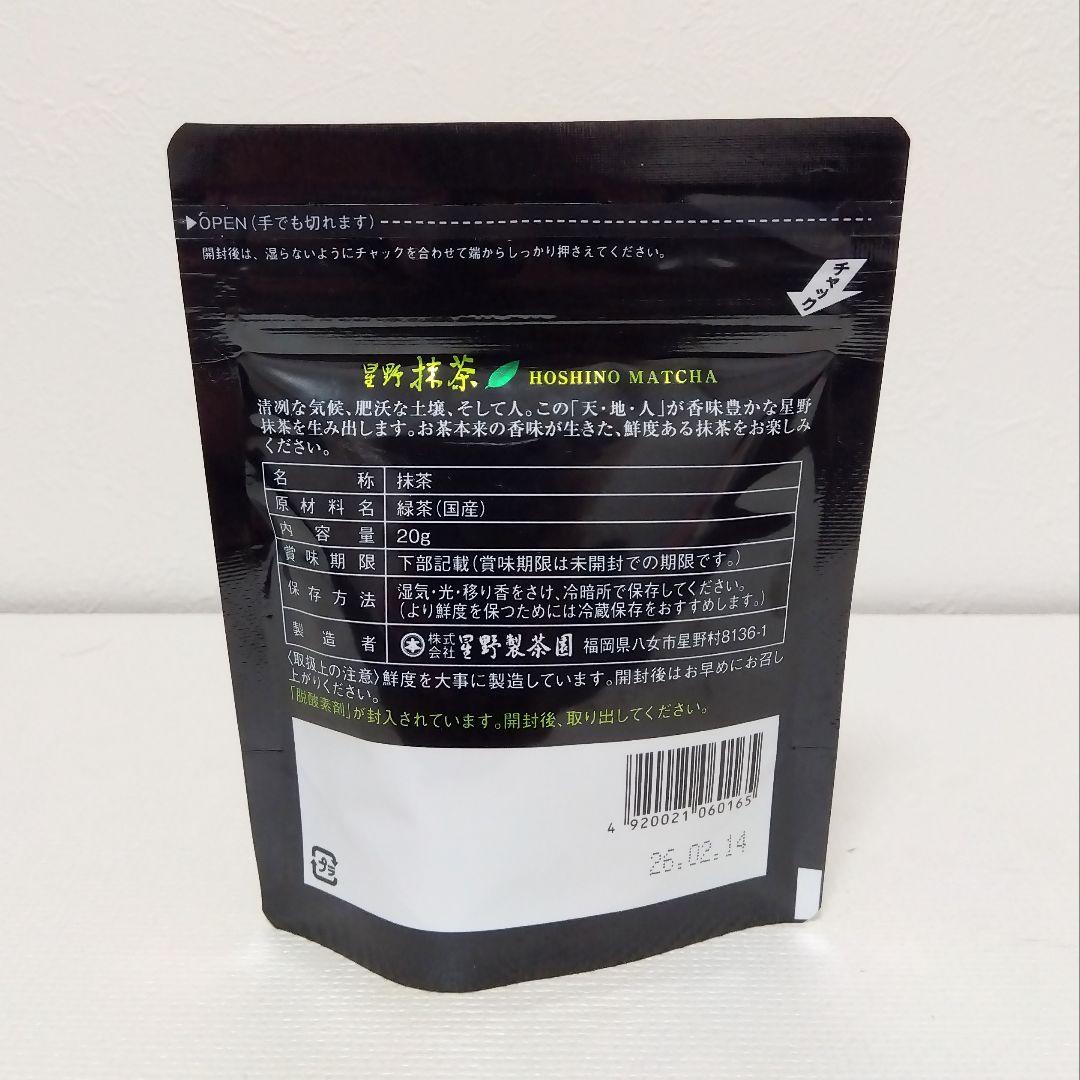 ▶OPEN(手でも切れます)
開封後は、湿らないようにチャックを合わせて端からしっかり押さえてください。
チャック
星野抹茶 HOSHINO MATCHA
清冽な気候、肥沃な土壌、そして人。この「天・地・人」が香味豊かな星野
抹茶を生み出します。お茶本来の香味が生きた、鮮度ある抹茶をお楽しみ
ください。
名称 抹茶
原材料名 緑茶(国産)
内容量 20g
賞味期限 下部記載(賞味期限は未開封での期限です。)
保存方法 湿気・光・移り香をさけ、冷暗所で保存してください。
(より鮮度を保つためには冷蔵保存をおすすめします。)
製造者 本 株式会社 星野製茶園 福岡県八女市星野村8136-1
〈取扱上の注意〉鮮度を大事に製造しています。開封後はお早めにお召し
上がりください。
「脱酸素剤」が封入されています。開封後、取り出してください。
4 920021 060165
26.02.14
プラ